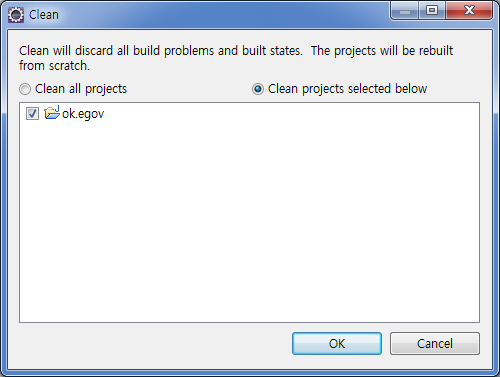 Clean
Clean will discard all build problems and built states.  The projects will be rebuilt
from scratch.
Clean all projects
Clean projects selected below
ok.egov
OK
Cancel